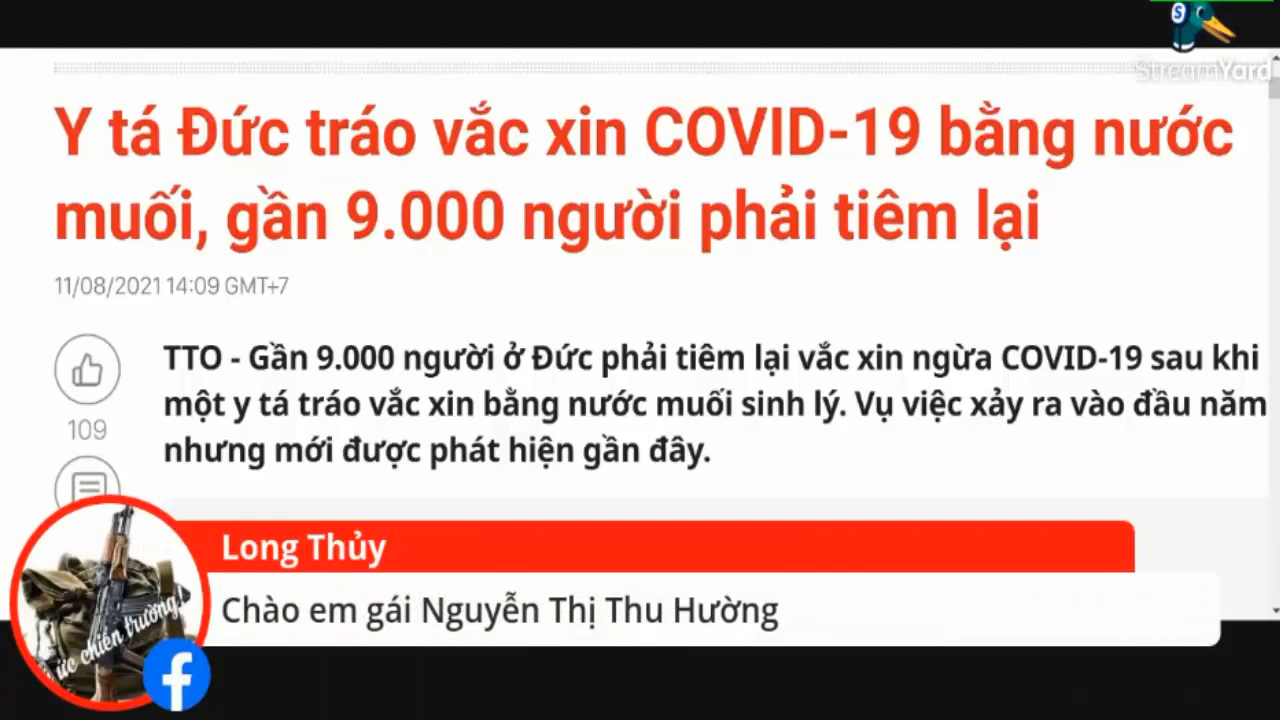 StreamYard
Y tá Đức tráo vắc xin COVID-19 bằng nước
muối, gần 9.000 người phải tiêm lại
11/08/2021 14:09 GMT+7
TTO - Gần 9.000 người ở Đức phải tiêm lại vắc xin ngừa COVID-19 sau khi
một y tá tráo vắc xin bằng nước muối sinh lý. Vụ việc xảy ra vào đầu năm
nhưng mới được phát hiện gần đây.
109
Long Thủy
Chào em gái Nguyễn Thị Thu Hường
ức chiến trường